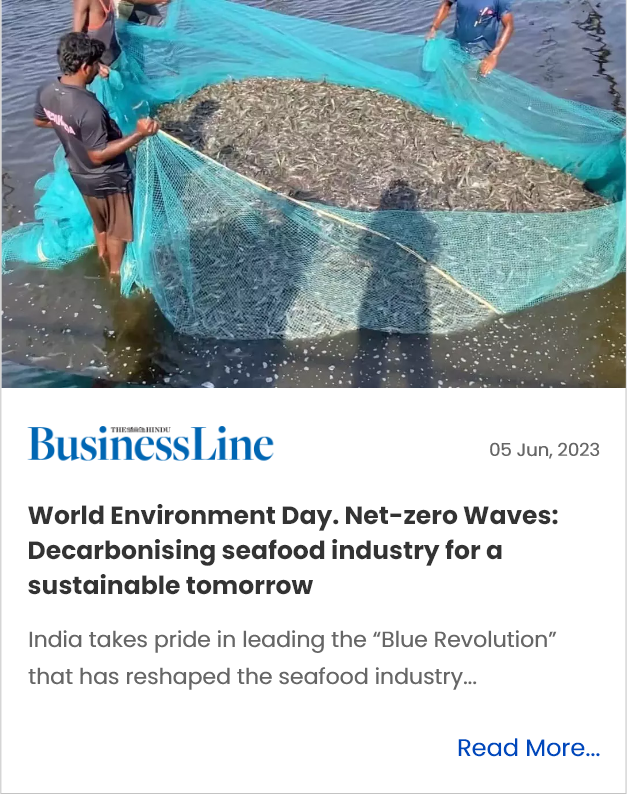 THE HINDU
BusinessLine
05 Jun, 2023
World Environment Day. Net-zero Waves:
Decarbonising seafood industry for a
sustainable tomorrow
India takes pride in leading the “Blue Revolution”
that has reshaped the seafood industry...
Read More...